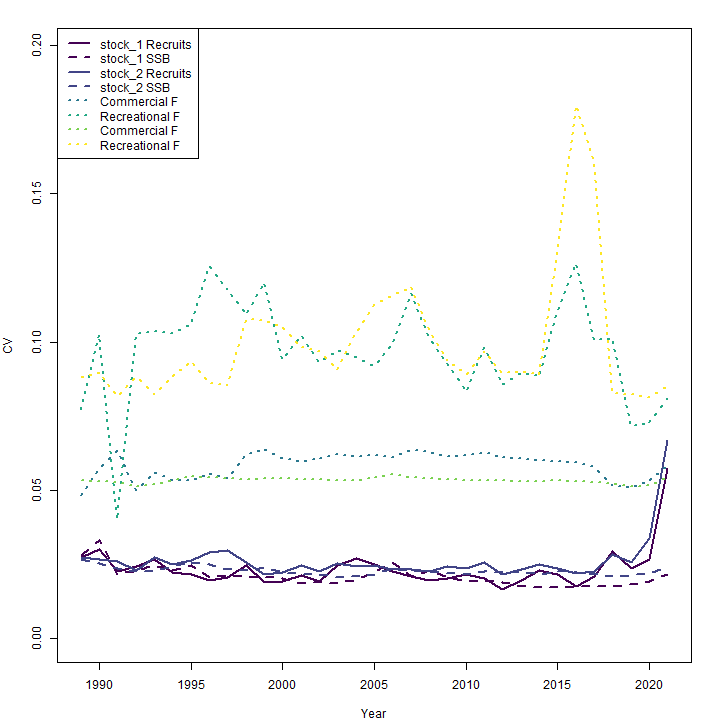 stock_1 Recruits
stock_1 SSB
stock_2 Recruits
stock_2 SSB
Commercial F
Recreational F
Commercial F
Recreational F
0.20
0.15
0.10
0.05
0.00
CV
1990 1995 2000 2005 2010 2015 2020
Year